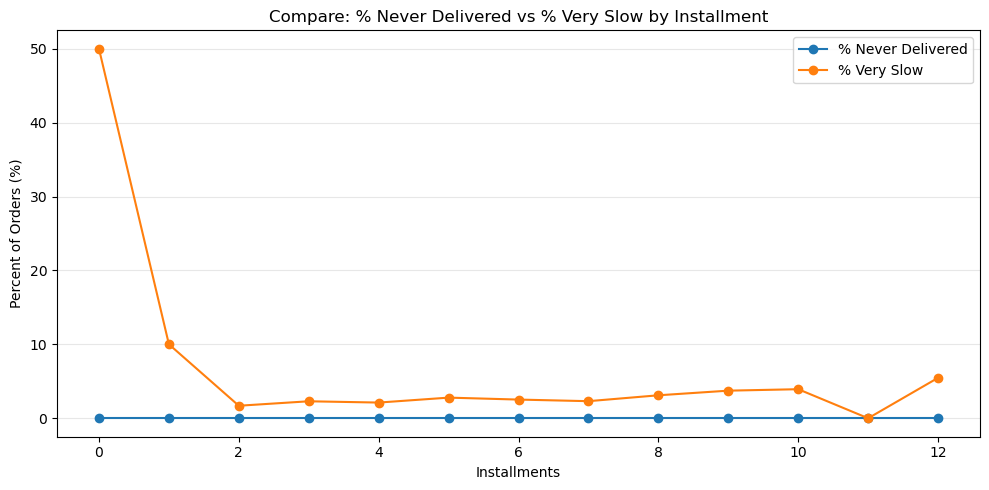 Compare: % Never Delivered vs % Very Slow by Installment
% Never Delivered
% Very Slow
Percent of Orders (%)
50
40
30
20
10
0
0 2 4 6 8 10 12
Installments